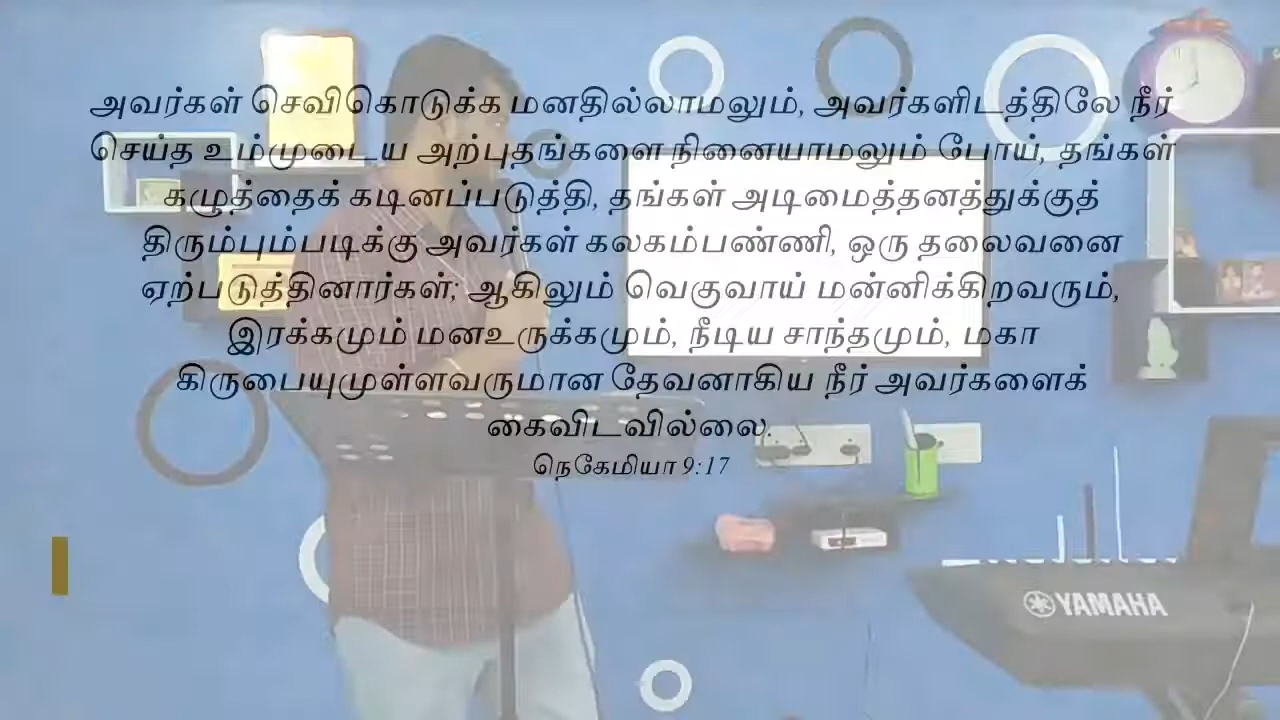 அவர்கள் செவிகொடுக்க மனதில்லாமலும், அவர்களிடத்திலே நீர்
செய்த உம்முடைய அற்புதங்களை நினையாமலும் போய், தங்கள்
கழுத்தைக் கடினப்படுத்தி, தங்கள் அடிமைத்தனத்துக்குத்
திரும்பும்படிக்கு அவர்கள் கலகம்பண்ணி, ஒரு தலைவனை
ஏற்படுத்தினார்கள்; ஆகிலும் வெகுவாய் மன்னிக்கிறவரும்,
இரக்கமும் மனஉருக்கமும், நீடிய சாந்தமும், மகா
கிருபையுமுள்ளவருமான தேவனாகிய நீர் அவர்களைக்
கைவிடவில்லை.
நெகேமியா 9:17
YAMAHA